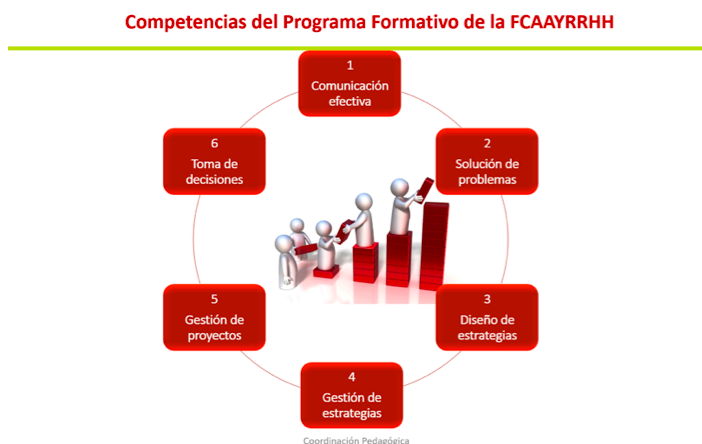 Competencias del Programa Formativo de la FCAAYRRHH
1
Comunicación
efectiva
2
Solución de
problemas
3
Diseño de
estrategias
4
Gestión de
estrategias
5
Gestión de
proyectos
6
Toma de
decisiones
Coordinación Pedagógica